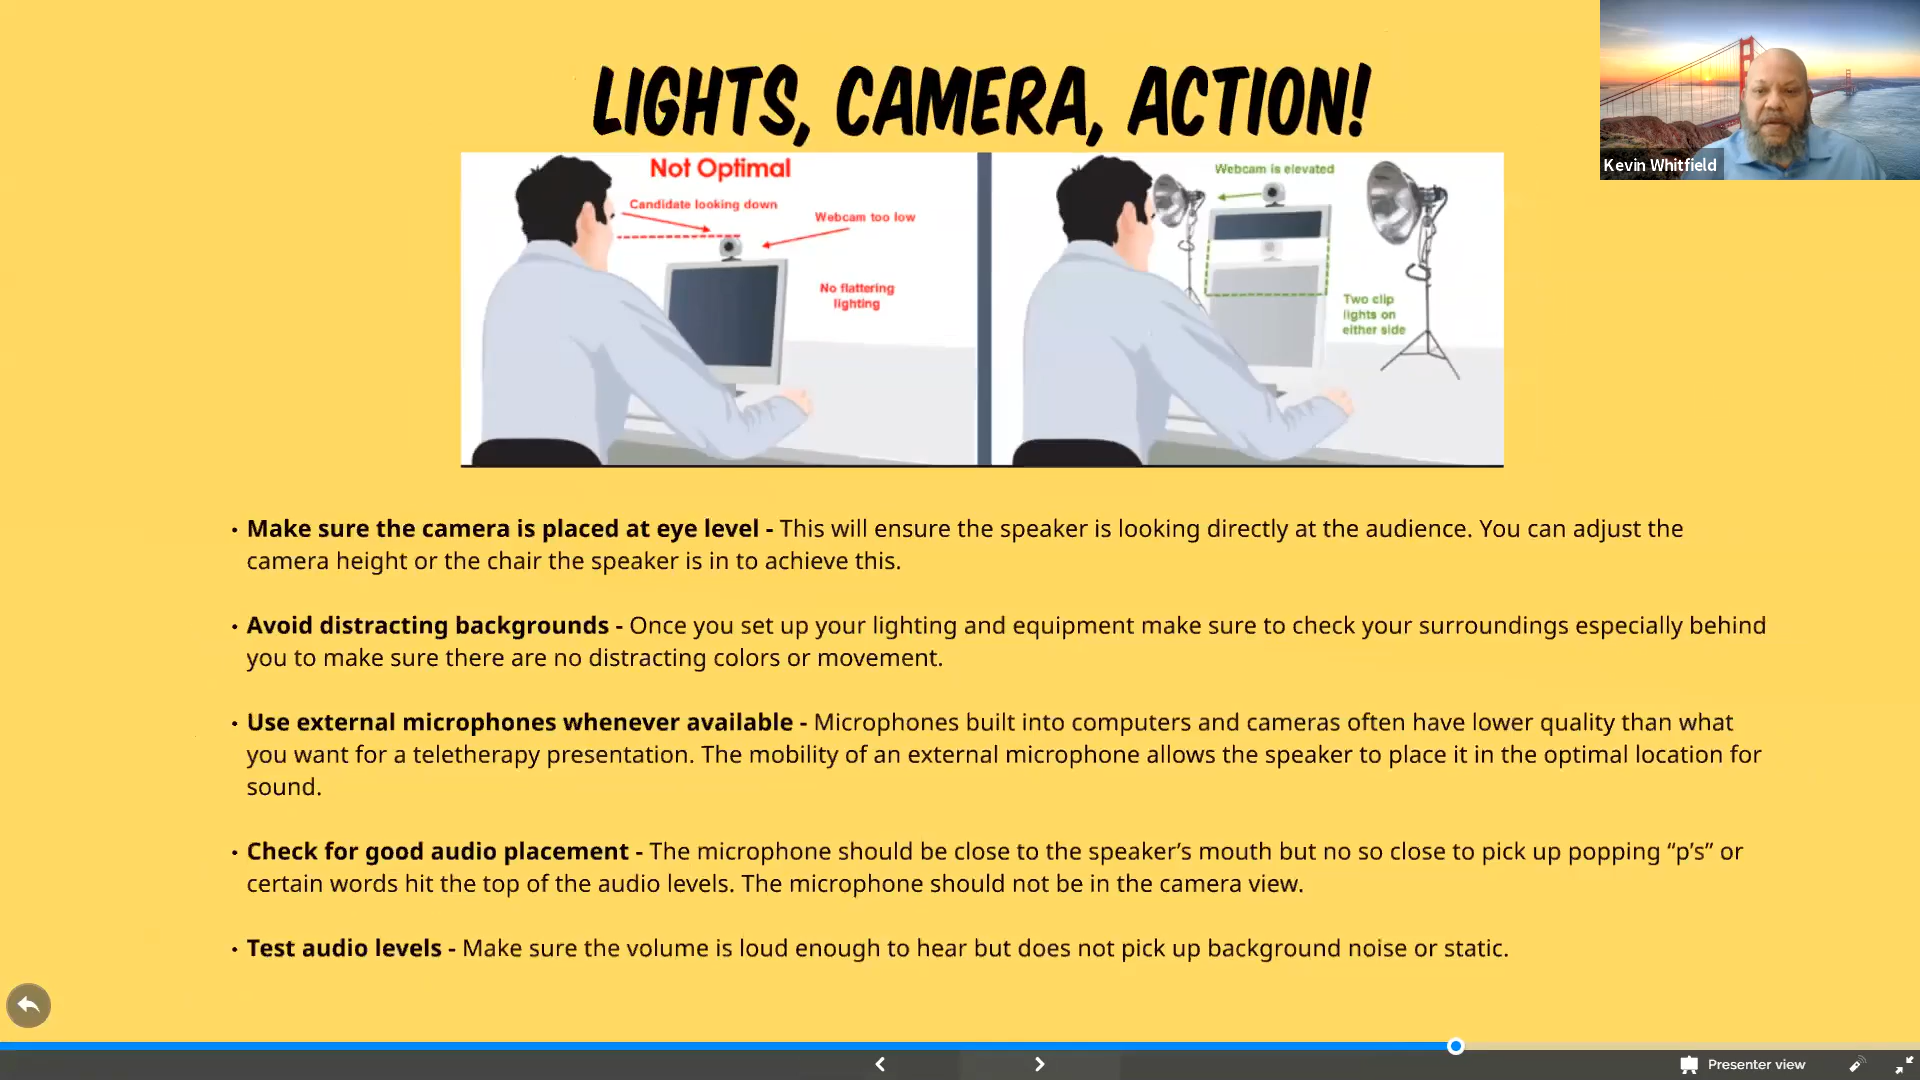 LIGHTS, CAMERA, ACTION!
Kevin Whitfield
Not Optimal
Candidate looking down
Webcam too low
No flattering
lighting
Webcam is elevated
Two clip
lights on
either side
• Make sure the camera is placed at eye level - This will ensure the speaker is looking directly at the audience. You can adjust the
camera height or the chair the speaker is in to achieve this.
• Avoid distracting backgrounds - Once you set up your lighting and equipment make sure to check your surroundings especially behind
you to make sure there are no distracting colors or movement.
• Use external microphones whenever available - Microphones built into computers and cameras often have lower quality than what
you want for a teletherapy presentation. The mobility of an external microphone allows the speaker to place it in the optimal location for
sound.
• Check for good audio placement - The microphone should be close to the speaker’s mouth but no so close to pick up popping “p’s” or
certain words hit the top of the audio levels. The microphone should not be in the camera view.
• Test audio levels - Make sure the volume is loud enough to hear but does not pick up background noise or static.
Presenter view